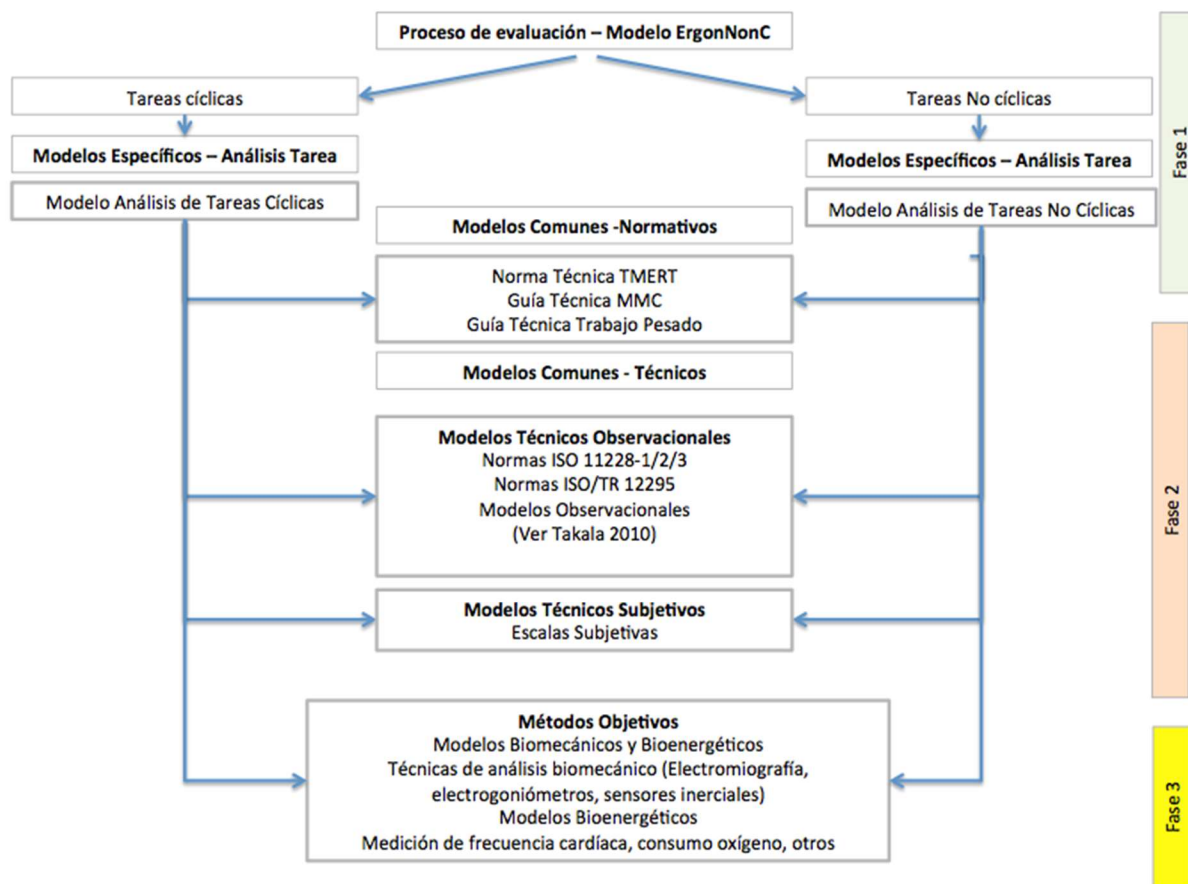 Proceso de evaluación – Modelo ErgonNonC
Tareas cíclicas
Tareas No cíclicas
Modelos Específicos – Análisis Tarea
Modelos Específicos – Análisis Tarea
Modelo Análisis de Tareas Cíclicas
Modelo Análisis de Tareas No Cíclicas
Fase 1
Modelos Comunes -Normativos
Norma Técnica TMERT
Guía Técnica MMC
Guía Técnica Trabajo Pesado
Modelos Comunes - Técnicos
Modelos Técnicos Observacionales
Normas ISO 11228-1/2/3
Normas ISO/TR 12295
Modelos Observacionales
(Ver Takala 2010)
Fase 2
Modelos Técnicos Subjetivos
Escalas Subjetivas
Métodos Objetivos
Modelos Biomecánicos y Bioenergéticos
Técnicas de análisis biomecánico (Electromiografía,
electrogoniómetros, sensores inerciales)
Modelos Bioenergéticos
Medición de frecuencia cardíaca, consumo oxígeno, otros
Fase 3